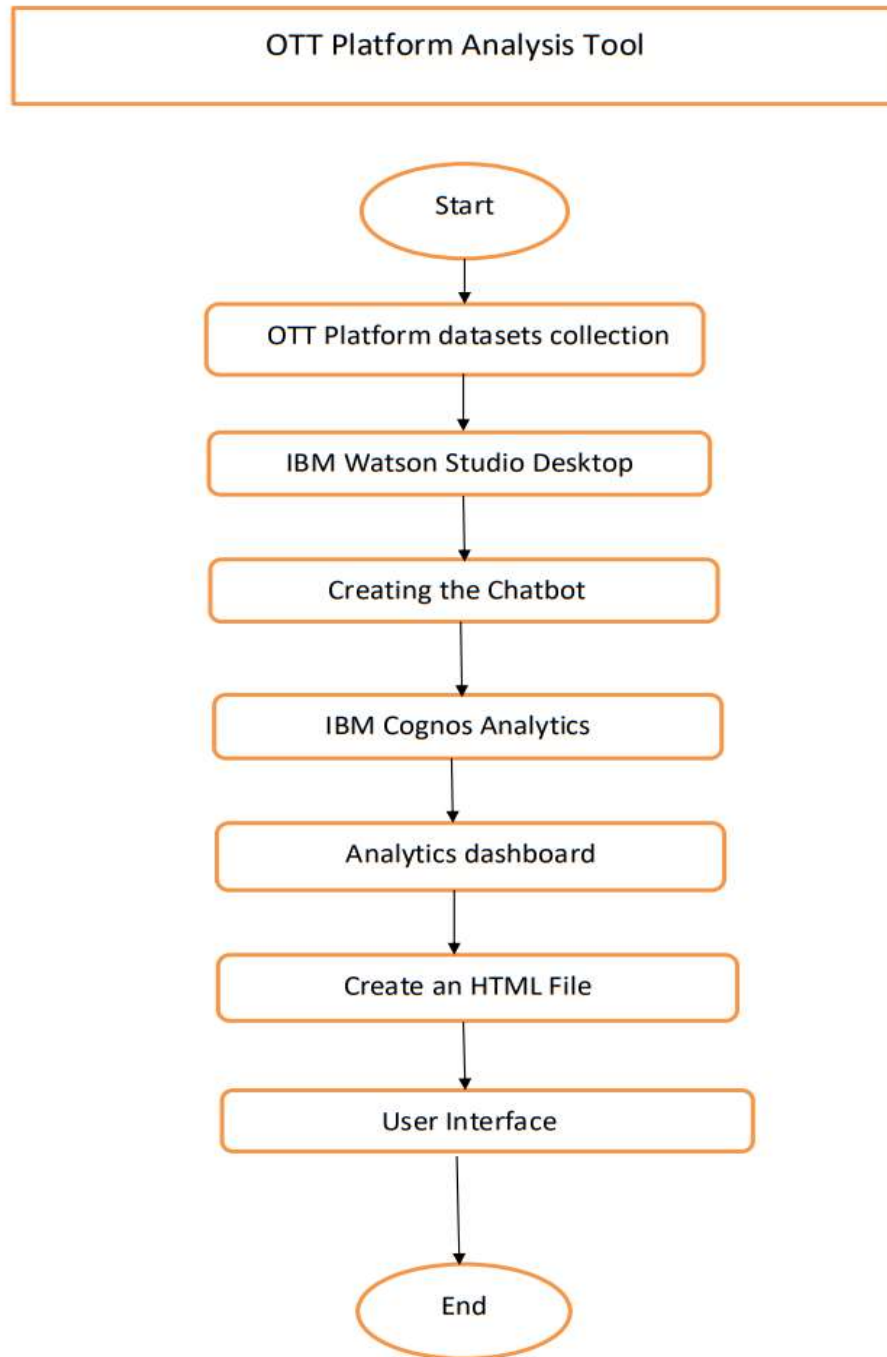 OTT Platform Analysis Tool
Start
OTT Platform datasets collection
IBM Watson Studio Desktop
Creating the Chatbot
IBM Cognos Analytics
Analytics dashboard
Create an HTML File
User Interface
End